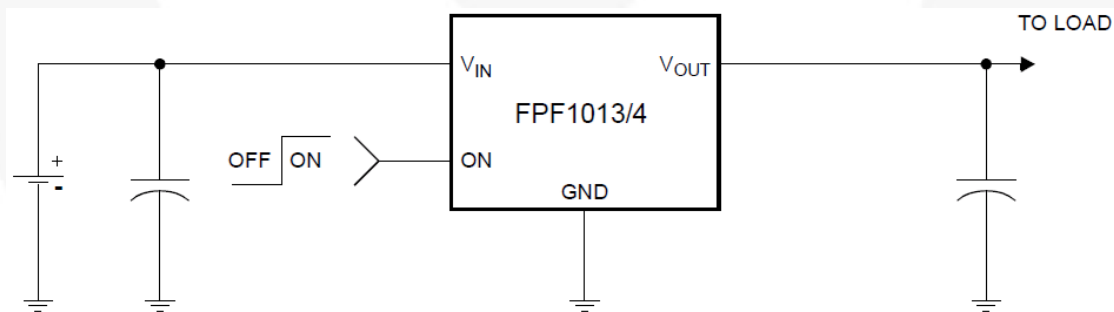 TO LOAD
VIN
VOUT
FPF1013/4
OFF
ON
ON
GND
+
-